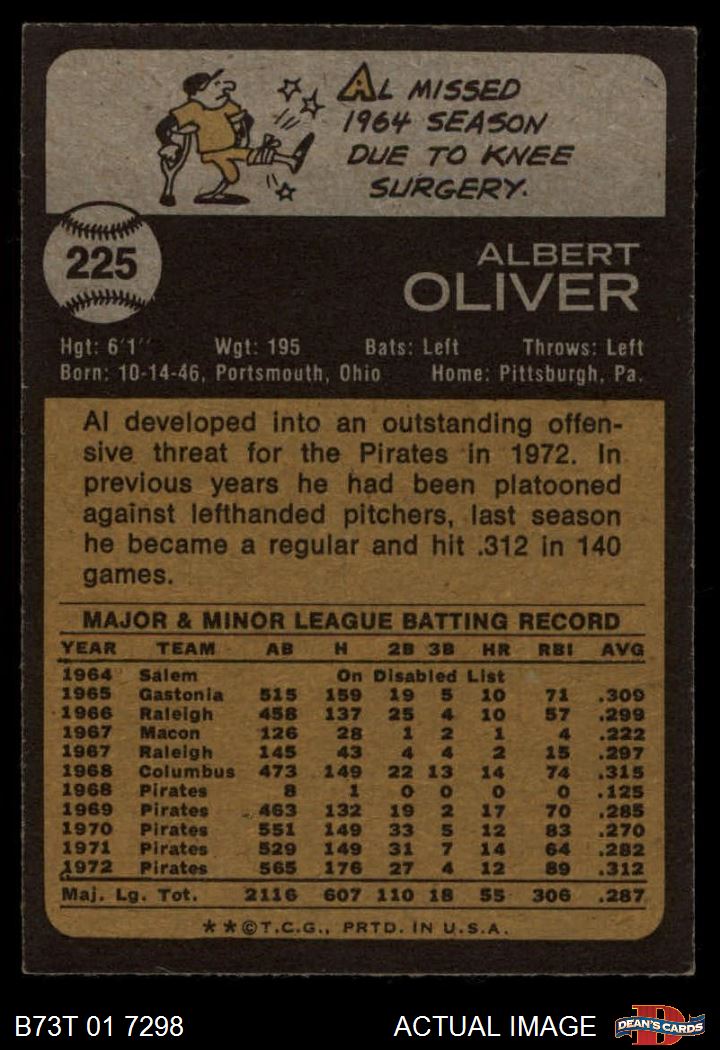 AL MISSED
1964 SEASON
DUE TO KNEE
SURGERY.
225
ALBERT
OLIVER
Hgt: 6'1" Wgt: 195 Bats: Left Throws: Left
Born: 10-14-46, Portsmouth, Ohio Home: Pittsburgh, Pa.
Al developed into an outstanding offen-
sive threat for the Pirates in 1972. In
previous years he had been platooned
against lefthanded pitchers, last season
he became a regular and hit .312 in 140
games.
MAJOR & MINOR LEAGUE BATTING RECORD
YEAR TEAM AB H 2B 3B HR RBI AVG
1964 Salem On Disabled List
1965 Gastonia 515 159 19 5 10 71 .309
1966 Raleigh 458 137 25 4 10 57 .299
1967 Macon 126 28 1 2 1 4 .222
1967 Raleigh 145 43 4 4 2 15 .297
1968 Columbus 473 149 22 13 14 74 .315
1968 Pirates 8 1 0 0 0 0 .125
1969 Pirates 463 132 19 2 17 70 .285
1970 Pirates 551 149 33 5 12 83 .270
1971 Pirates 529 149 31 7 14 64 .282
1972 Pirates 565 176 27 4 12 89 .312
Maj. Lg. Tot. 2116 607 110 18 55 306 .287
**©T.C.G., PRTD. IN U.S.A.
B73T 01 7298 ACTUAL IMAGE D DEAN'S CARDS